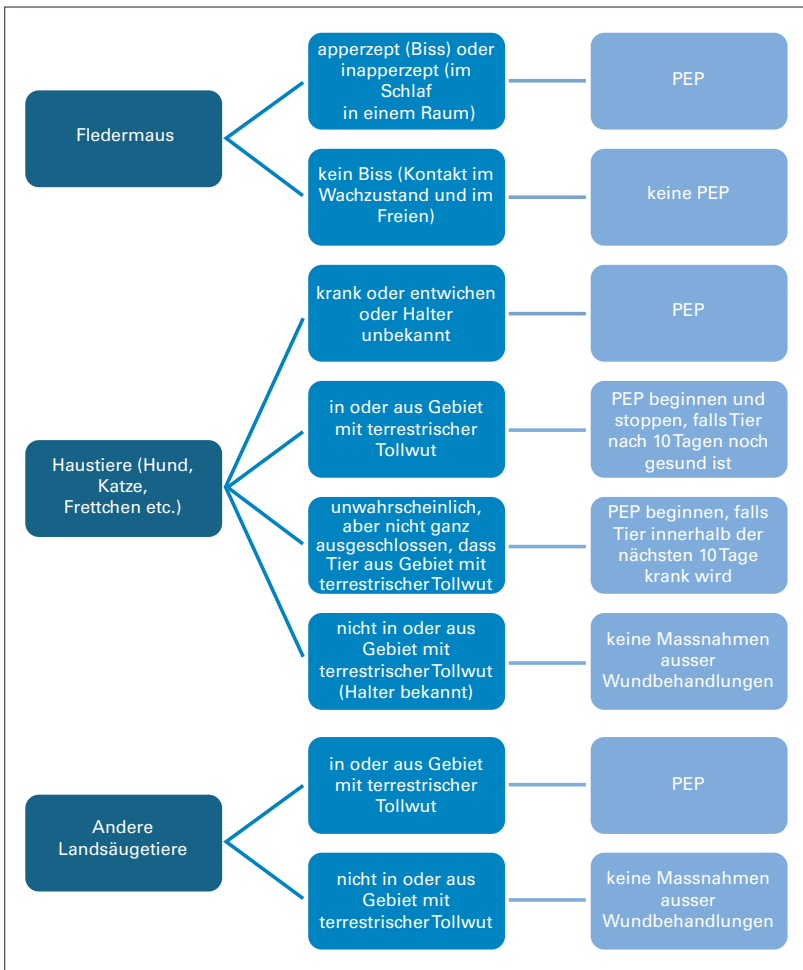 Fledermaus
apperzept (Biss) oder
inapperzept (im
Schlaf
in einem Raum)
PEP
kein Biss (Kontakt im
Wachzustand und im
Freien)
keine PEP
Haustiere (Hund,
Katze,
Frettchen etc.)
krank oder entwichen
oder Halter
unbekannt
PEP
in oder aus Gebiet
mit terrestrischer
Tollwut
PEP beginnen und
stoppen, falls Tier
nach 10 Tagen noch
gesund ist
unwahrscheinlich,
aber nicht ganz
ausgeschlossen, dass
Tier aus Gebiet mit
terrestrischer Tollwut
PEP beginnen, falls
Tier innerhalb der
nächsten 10 Tage
krank wird
nicht in oder aus
Gebiet mit
terrestrischer Tollwut
(Halter bekannt)
keine Massnahmen
ausser
Wundbehandlungen
Andere
Landsäugetiere
in oder aus Gebiet
mit terrestrischer
Tollwut
PEP
nicht in oder aus
Gebiet mit
terrestrischer Tollwut
keine Massnahmen
ausser
Wundbehandlungen